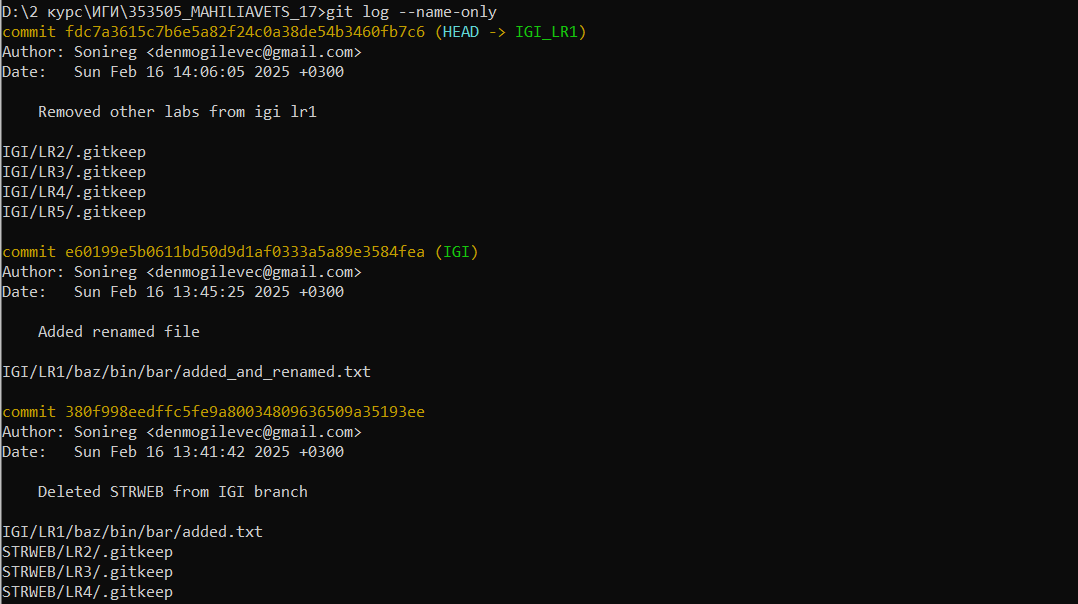 D:\2 курс\ИГИ\353505_MAHILIAVETS_17>git log --name-only
commit fdc7a3615c7b6e5a82f24c0a38de54b3460fb7c6 (HEAD -> IGI_LR1)
Author: Sonireg <denmogilevec@gmail.com>
Date:   Sun Feb 16 14:06:05 2025 +0300
    Removed other labs from igi lr1
IGI/LR2/.gitkeep
IGI/LR3/.gitkeep
IGI/LR4/.gitkeep
IGI/LR5/.gitkeep
commit e60199e5b0611bd50d9d1af0333a5a89e3584fea (IGI)
Author: Sonireg <denmogilevec@gmail.com>
Date:   Sun Feb 16 13:45:25 2025 +0300
    Added renamed file
IGI/LR1/baz/bin/bar/added_and_renamed.txt
commit 380f998eedffc5fe9a80034809636509a35193ee
Author: Sonireg <denmogilevec@gmail.com>
Date:   Sun Feb 16 13:41:42 2025 +0300
    Deleted STRWEB from IGI branch
IGI/LR1/baz/bin/bar/added.txt
STRWEB/LR2/.gitkeep
STRWEB/LR3/.gitkeep
STRWEB/LR4/.gitkeep